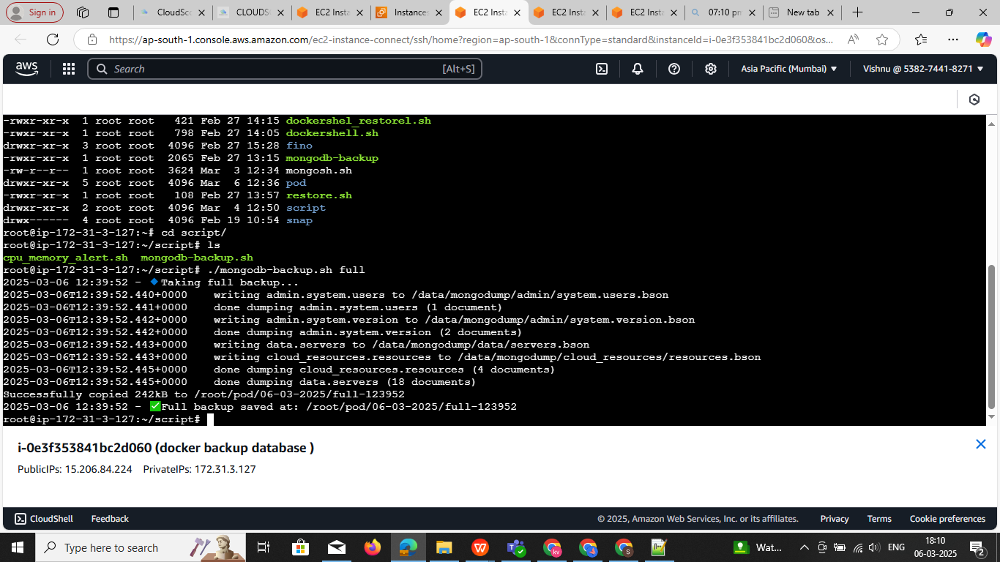 Sign in
CloudSco
CLOUDS
EC2 Insta
Instances
EC2 Insta
EC2 Insta
EC2 Insta
07:10 pm
New tab
https://ap-south-1.console.aws.amazon.com/ec2-instance-connect/ssh/home?region=ap-south-1&connType=standard&instanceId=i-0e3f353841bc2d060&os...
aws
Search
[Alt+S]
Asia Pacific (Mumbai)
Vishnu @ 5382-7441-8271
-rwxr-xr-x 1 root root 421 Feb 27 14:15 dockershel_restorel.sh
-rwxr-xr-x 1 root root 798 Feb 27 14:05 dockershell.sh
drwxr-xr-x 3 root root 4096 Feb 27 15:28 fino
-rwxr-xr-x 1 root root 2065 Feb 27 13:15 mongodb-backup
-rw-r--r-- 1 root root 3624 Mar 3 12:34 mongosh.sh
drwxr-xr-x 5 root root 4096 Mar 6 12:36 pod
-rwxr-xr-x 1 root root 108 Feb 27 13:57 restore.sh
drwxr-xr-x 2 root root 4096 Mar 4 12:50 script
drwx------ 4 root root 4096 Feb 19 10:54 snap
root@ip-172-31-3-127:~# cd script/
root@ip-172-31-3-127:~/script# ls
cpu_memory_alert.sh mongodb-backup.sh
root@ip-172-31-3-127:~/script# ./mongodb-backup.sh full
2025-03-06 12:39:52 - 🔹Taking full backup...
2025-03-06T12:39:52.440+0000 writing admin.system.users to /data/mongodump/admin/system.users.bson
2025-03-06T12:39:52.441+0000 done dumping admin.system.users (1 document)
2025-03-06T12:39:52.442+0000 writing admin.system.version to /data/mongodump/admin/system.version.bson
2025-03-06T12:39:52.442+0000 done dumping admin.system.version (2 documents)
2025-03-06T12:39:52.443+0000 writing data.servers to /data/mongodump/data/servers.bson
2025-03-06T12:39:52.443+0000 writing cloud_resources.resources to /data/mongodump/cloud_resources/resources.bson
2025-03-06T12:39:52.445+0000 done dumping cloud_resources.resources (4 documents)
2025-03-06T12:39:52.445+0000 done dumping data.servers (18 documents)
Successfully copied 242kB to /root/pod/06-03-2025/full-123952
2025-03-06 12:39:52 - ✅Full backup saved at: /root/pod/06-03-2025/full-123952
root@ip-172-31-3-127:~/script#
i-0e3f353841bc2d060 (docker backup database )
PublicIPs: 15.206.84.224 PrivateIPs: 172.31.3.127
CloudShell
Feedback
© 2025, Amazon Web Services, Inc. or its affiliates.
Privacy
Terms
Cookie preferences
Type here to search
Wat...
ENG
18:10
06-03-2025
2